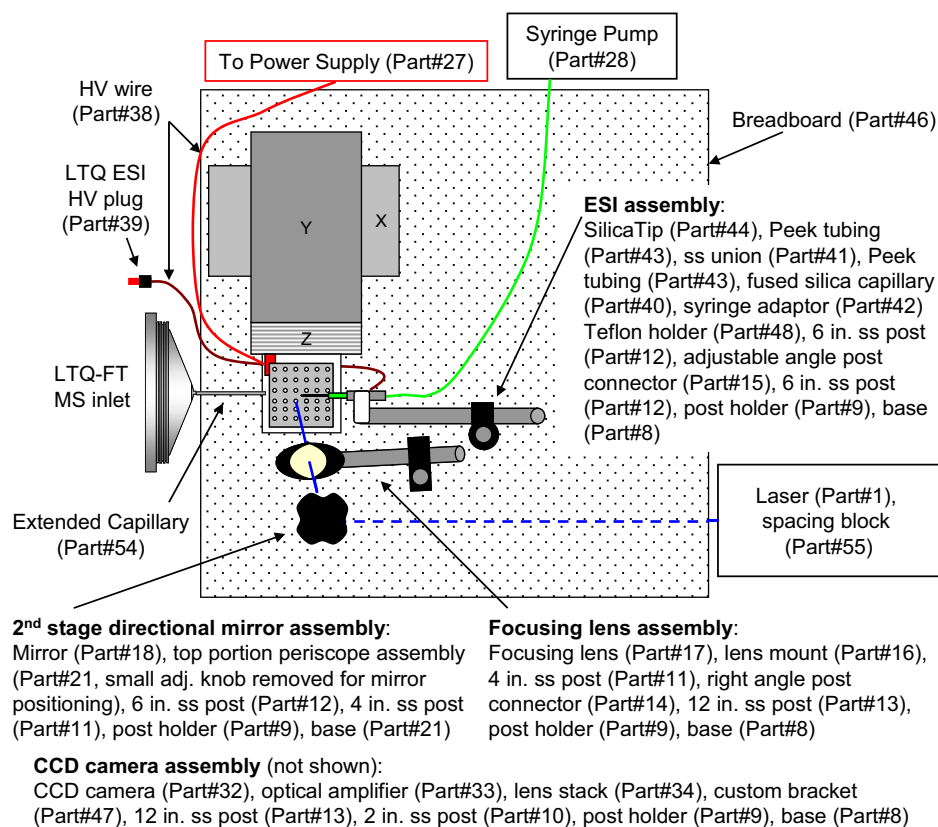 Syringe Pump
(Part#28)
To Power Supply (Part#27)
HV wire
(Part#38)
Breadboard (Part#46)
LTQ ESI
HV plug
(Part#39)
X
Y
Z
ESI assembly:
SilicaTip (Part#44), Peek tubing
(Part#43), ss union (Part#41), Peek
tubing (Part#43), fused silica capillary
(Part#40), syringe adaptor (Part#42)
Teflon holder (Part#48), 6 in. ss post
(Part#12), adjustable angle post
connector (Part#15), 6 in. ss post
(Part#12), post holder (Part#9), base
(Part#8)
LTQ-FT
MS inlet
Extended Capillary
(Part#54)
Laser (Part#1),
spacing block
(Part#55)
2nd stage directional mirror assembly:
Mirror (Part#18), top portion periscope assembly
(Part#21, small adj. knob removed for mirror
positioning), 6 in. ss post (Part#12), 4 in. ss post
(Part#11), post holder (Part#9), base (Part#21)
Focusing lens assembly:
Focusing lens (Part#17), lens mount (Part#16),
4 in. ss post (Part#11), right angle post
connector (Part#14), 12 in. ss post (Part#13),
post holder (Part#9), base (Part#8)
CCD camera assembly (not shown):
CCD camera (Part#32), optical amplifier (Part#33), lens stack (Part#34), custom bracket
(Part#47), 12 in. ss post (Part#13), 2 in. ss post (Part#10), post holder (Part#9), base (Part#8)